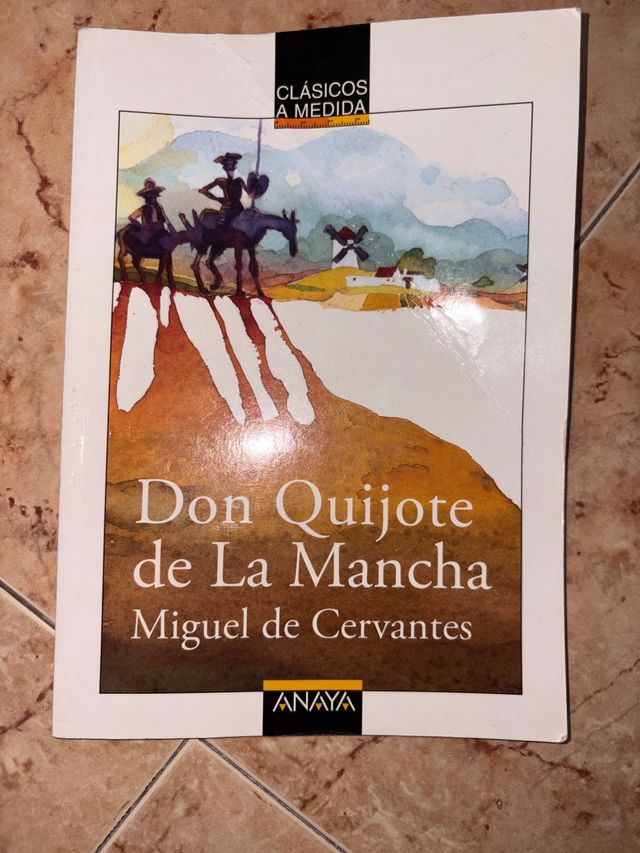 CLÁSICOS
A MEDIDA
Don Quijote
de La Mancha
Miguel de Cervantes
ANAYA